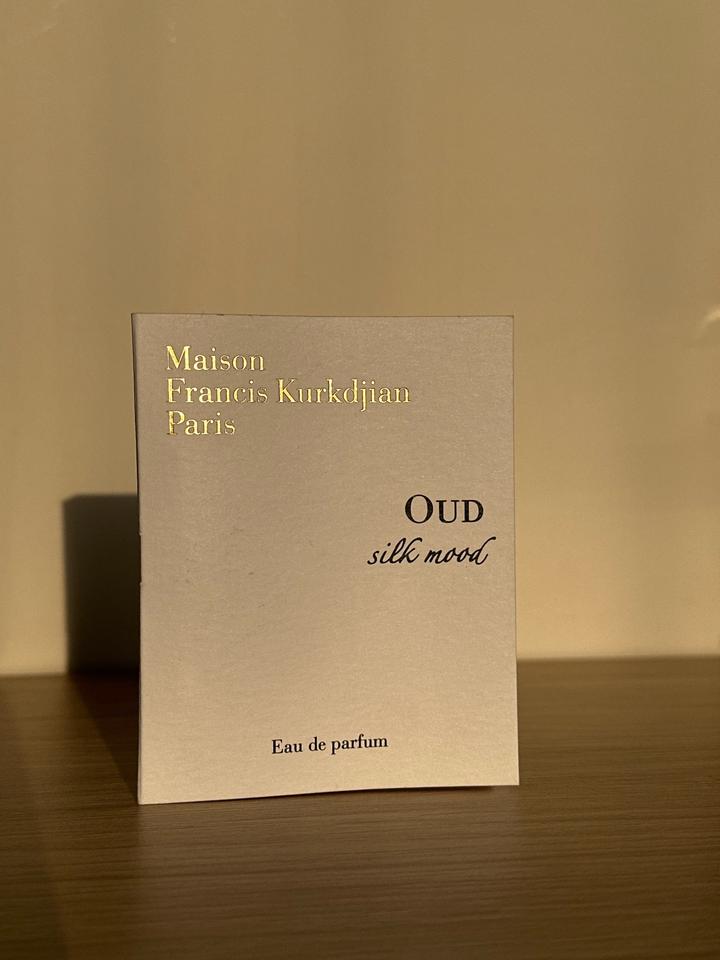 Maison
Francis Kurkdjian
Paris
OUD
silk mood
Eau de parfum